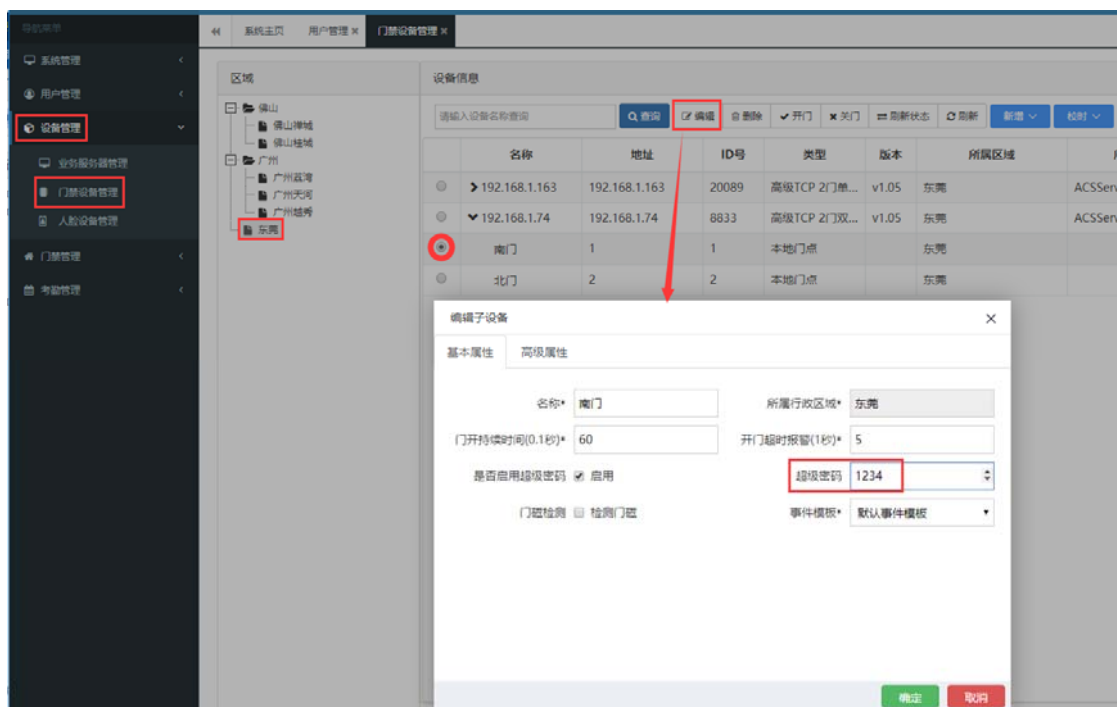 导航菜单
系统主页 用户管理 × 门禁设备管理 ×
系统管理
用户管理
设备管理
业务服务器管理
门禁设备管理
人脸设备管理
门禁管理
考勤管理
区域
佛山
佛山禅城
佛山桂城
广州
广州荔湾
广州天河
广州越秀
东莞
设备信息
请输入设备名称查询 查询 编辑 删除 开门 关门 刷新状态 刷新 新增 校时
名称 地址 ID号 类型 版本 所属区域
192.168.1.163 192.168.1.163 20089 高级TCP 2门单... v1.05 东莞 ACSServ
192.168.1.74 192.168.1.74 8833 高级TCP 2门双... v1.05 东莞 ACSServ
南门 1 1 本地门点 东莞
北门 2 2 本地门点 东莞
编辑子设备 ×
基本属性 高级属性
名称* 南门 所属行政区域* 东莞
门开持续时间(0.1秒)* 60 开门超时报警(1秒)* 5
是否启用超级密码 启用 超级密码 1234
门磁检测 检测门磁 事件模板* 默认事件模板
确定 取消